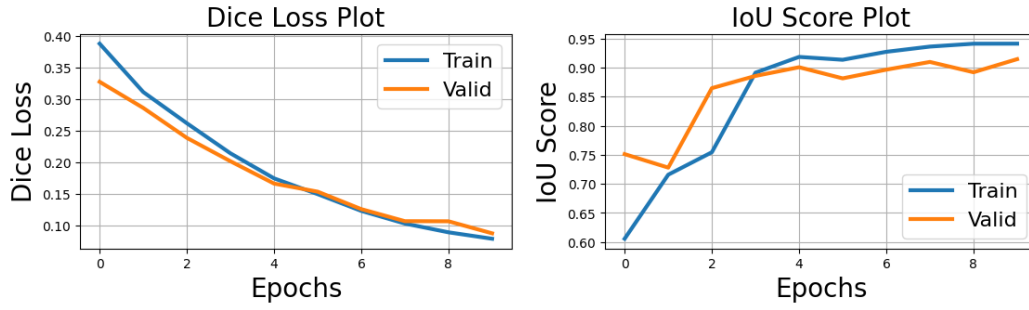 Dice Loss Plot
0.40
0.35
0.30
0.25
0.20
0.15
0.10
Dice Loss
Train
Valid
0 2 4 6 8
Epochs
IoU Score Plot
0.95
0.90
0.85
0.80
0.75
0.70
0.65
0.60
IoU Score
Train
Valid
0 2 4 6 8
Epochs